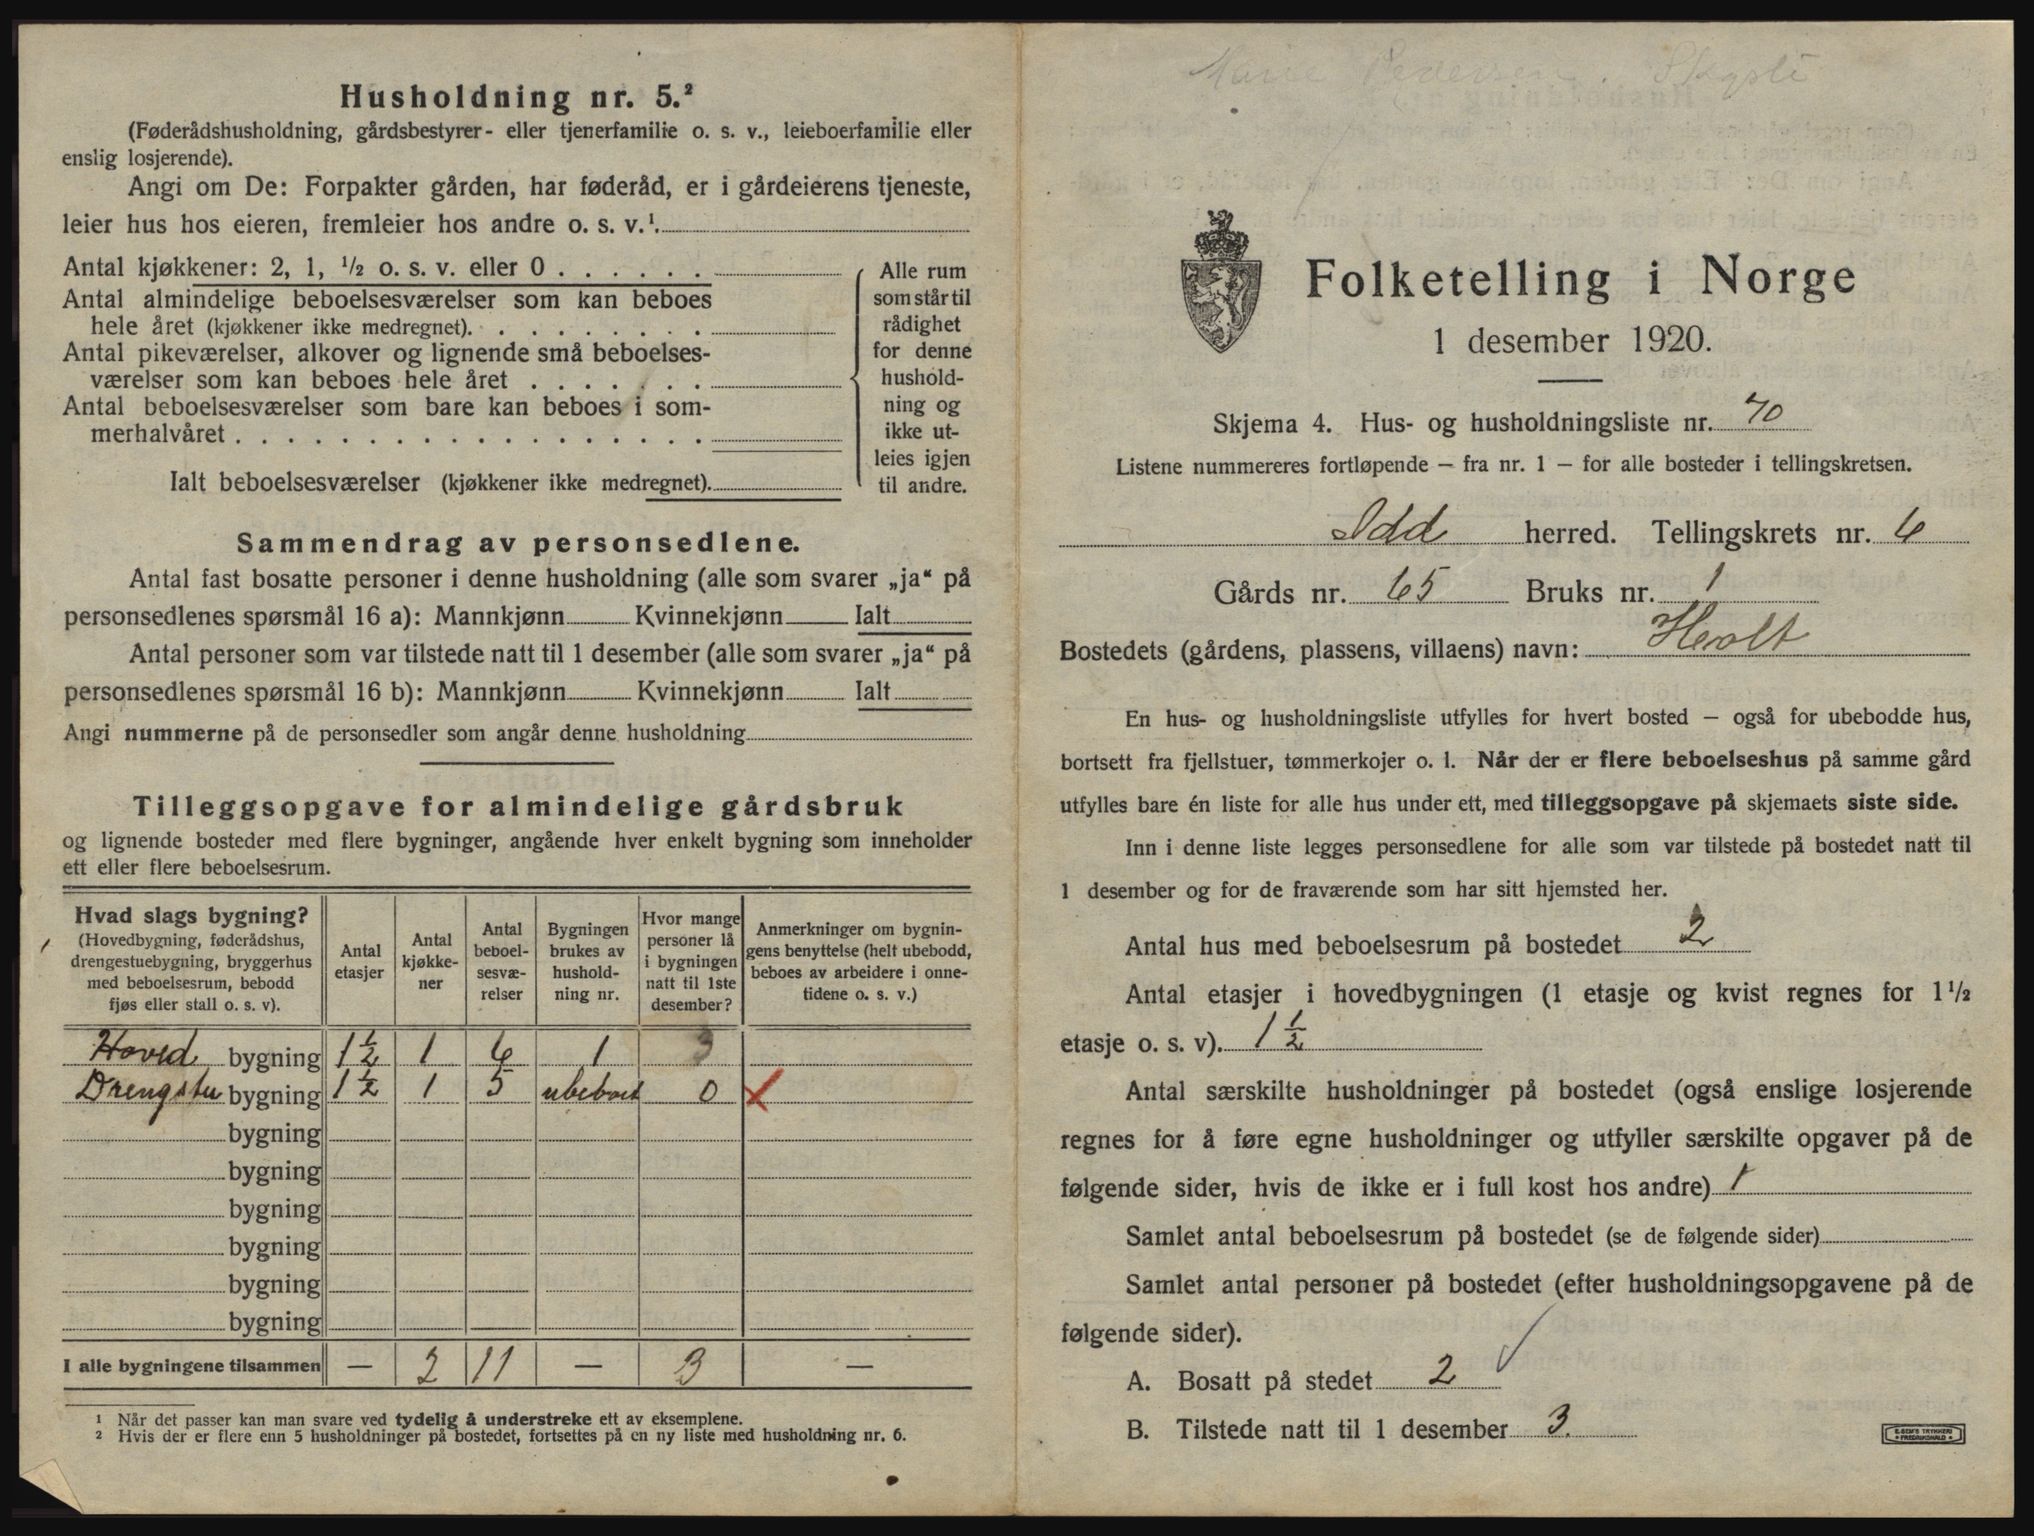 Husholdning nr. 5.²
(Føderådshusholdning, gårdsbestyrer- eller tjenerfamilie o. s. v., leieboerfamilie eller
enslig losjerende).
Angi om De: Forpakter gården, har føderåd, er i gårdeierens tjeneste,
leier hus hos eieren, fremleier hos andre o. s. v.¹.
Antal kjøkkener: 2, 1, ½ o. s. v. eller 0 . . . . . .
Antal almindelige beboelsesværelser som kan beboes
hele året (kjøkkener ikke medregnet). . . . . . . . .
Antal pikeværelser, alkover og lignende små beboelses-
værelser som kan beboes hele året . . . . . . .
Antal beboelsesværelser som bare kan beboes i som-
merhalvåret . . . . . . . . . . . . . . . . . .
Ialt beboelsesværelser (kjøkkener ikke medregnet).
Alle rum
som står til
rådighet
for denne
hushold-
ning og
ikke ut-
leies igjen
til andre.
Sammendrag av personsedlene.
Antal fast bosatte personer i denne husholdning (alle som svarer „ja“ på
personsedlenes spørsmål 16 a): Mannkjønn Kvinnekjønn Ialt
Antal personer som var tilstede natt til 1 desember (alle som svarer „ja“ på
personsedlenes spørsmål 16 b): Mannkjønn Kvinnekjønn Ialt
Angi nummerne på de personsedler som angår denne husholdning
Tilleggsopgave for almindelige gårdsbruk
og lignende bosteder med flere bygninger, angående hver enkelt bygning som inneholder
ett eller flere beboelsesrum.
Hvad slags bygning?
(Hovedbygning, føderådshus,
drengestuebygning, bryggerhus
med beboelsesrum, bebodd
fjøs eller stall o. s. v).
Antal
etasjer
Antal
kjøkke-
ner
Antal
beboel-
sesvæ-
relser
Bygningen
brukes av
hushold-
ning nr.
Hvor mange
personer lå
i bygningen
natt til 1ste
desember?
Anmerkninger om bygnin-
gens benyttelse (helt ubebodd,
beboes av arbeidere i onne-
tidene o. s. v.)
Hoved bygning 1 ½ 1 6 1 3
Drengstu bygning 1 ½ 1 5 ubeboet 0 X
bygning
bygning
bygning
bygning
bygning
bygning
I alle bygningene tilsammen — 2 11 — 3 —
¹ Når det passer kan man svare ved tydelig å understreke ett av eksemplene.
² Hvis der er flere enn 5 husholdninger på bostedet, fortsettes på en ny liste med husholdning nr. 6.
Marie Pedersen.
Folketelling i Norge
1 desember 1920.
Skjema 4. Hus- og husholdningsliste nr. 70
Listene nummereres fortløpende — fra nr. 1 — for alle bosteder i tellingskretsen.
Idd herred. Tellingskrets nr. 6
Gårds nr. 65 Bruks nr. 1
Bostedets (gårdens, plassens, villaens) navn: Holt
En hus- og husholdningsliste utfylles for hvert bosted — også for ubebodde hus,
bortsett fra fjellstuer, tømmerkojer o. l. Når der er flere beboelseshus på samme gård
utfylles bare én liste for alle hus under ett, med tilleggsopgave på skjemaets siste side.
Inn i denne liste legges personsedlene for alle som var tilstede på bostedet natt til
1 desember og for de fraværende som har sitt hjemsted her.
Antal hus med beboelsesrum på bostedet 2
Antal etasjer i hovedbygningen (1 etasje og kvist regnes for 1½
etasje o. s. v). 1 ½
Antal særskilte husholdninger på bostedet (også enslige losjerende
regnes for å føre egne husholdninger og utfyller særskilte opgaver på de
følgende sider, hvis de ikke er i full kost hos andre) 1
Samlet antal beboelsesrum på bostedet (se de følgende sider)
Samlet antal personer på bostedet (efter husholdningsopgavene på de
følgende sider).
A. Bosatt på stedet 2
B. Tilstede natt til 1 desember 3.
E. SEM'S TRYKKERI
FREDRIKSHALD